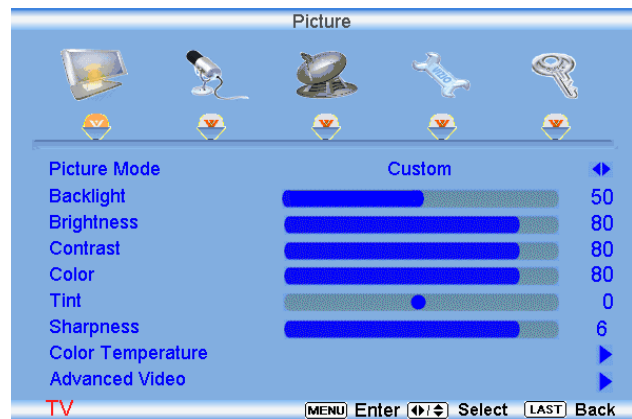 Picture
VIZIO
Picture Mode Custom
Backlight 50
Brightness 80
Contrast 80
Color 80
Tint 0
Sharpness 6
Color Temperature
Advanced Video
TV MENU Enter / Select LAST Back